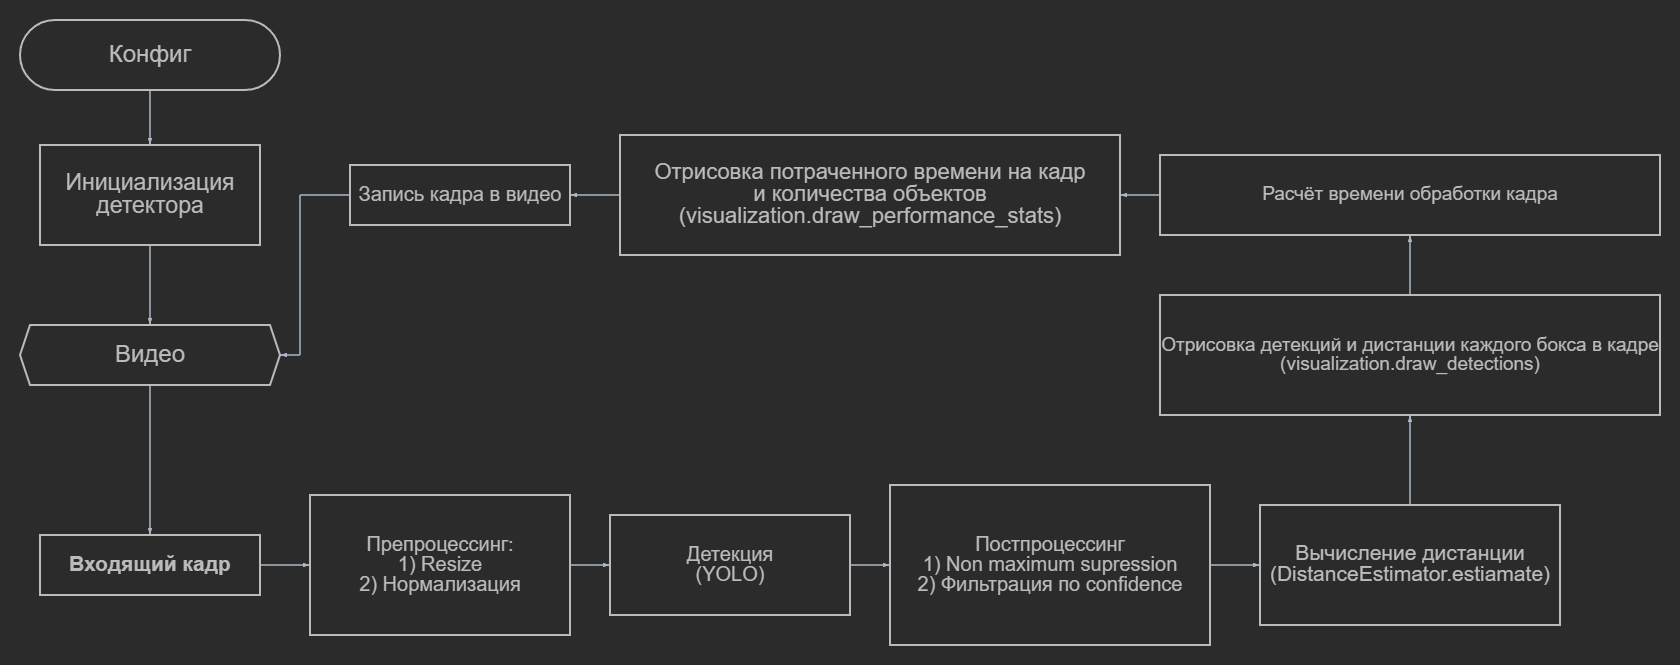 Конфиг
Инициализация
детектора
Видео
Входящий кадр
Препроцессинг:
1) Resize
2) Нормализация
Детекция
(YOLO)
Постпроцессинг
1) Non maximum supression
2) Фильтрация по confidence
Вычисление дистанции
(DistanceEstimator.estiamate)
Отрисовка детекций и дистанции каждого бокса в кадре
(visualization.draw_detections)
Расчёт времени обработки кадра
Отрисовка потраченного времени на кадр
и количества объектов
(visualization.draw_performance_stats)
Запись кадра в видео